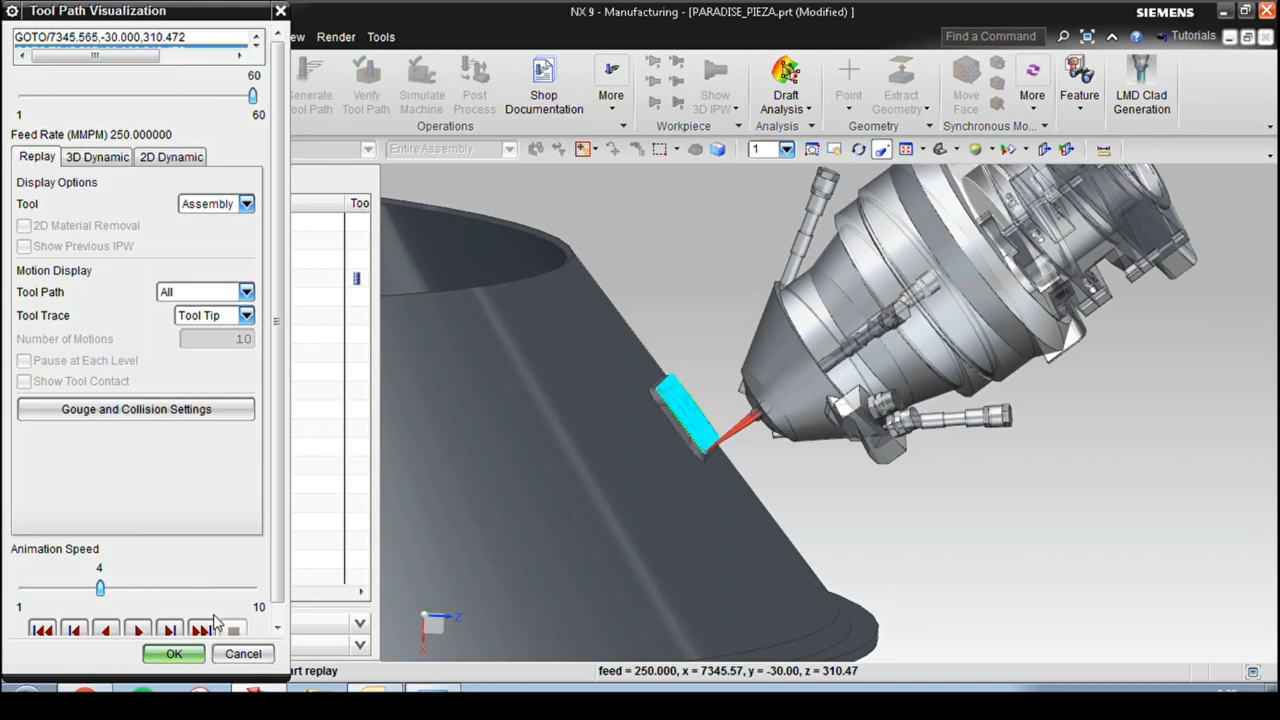 Tool Path Visualization
NX 9 - Manufacturing - [PARADISE_PIEZA.prt (Modified) ]
SIEMENS
GOTO/7345.565,-30.000,310.472
ew
Render
Tools
Find a Command
Tutorials
60
1
60
Generate
Tool Path
Verify
Tool Path
Simulate
Machine
Post
Process
Shop
Documentation
More
Show
3D IPW
Draft
Analysis
Point
Extract
Geometry
Move
Face
More
Feature
LMD Clad
Generation
Operations
Workpiece
Analysis
Geometry
Synchronous Mo...
Feed Rate (MMPM) 250.000000
Entire Assembly
1
Replay
3D Dynamic
2D Dynamic
Display Options
Tool
Assembly
Too
2D Material Removal
Show Previous IPW
Motion Display
Tool Path
All
Tool Trace
Tool Tip
Number of Motions
10
Pause at Each Level
Show Tool Contact
Gouge and Collision Settings
Animation Speed
4
1
10
Z
X
OK
Cancel
art replay
feed = 250.000, x = 7345.57, y = -30.00, z = 310.47